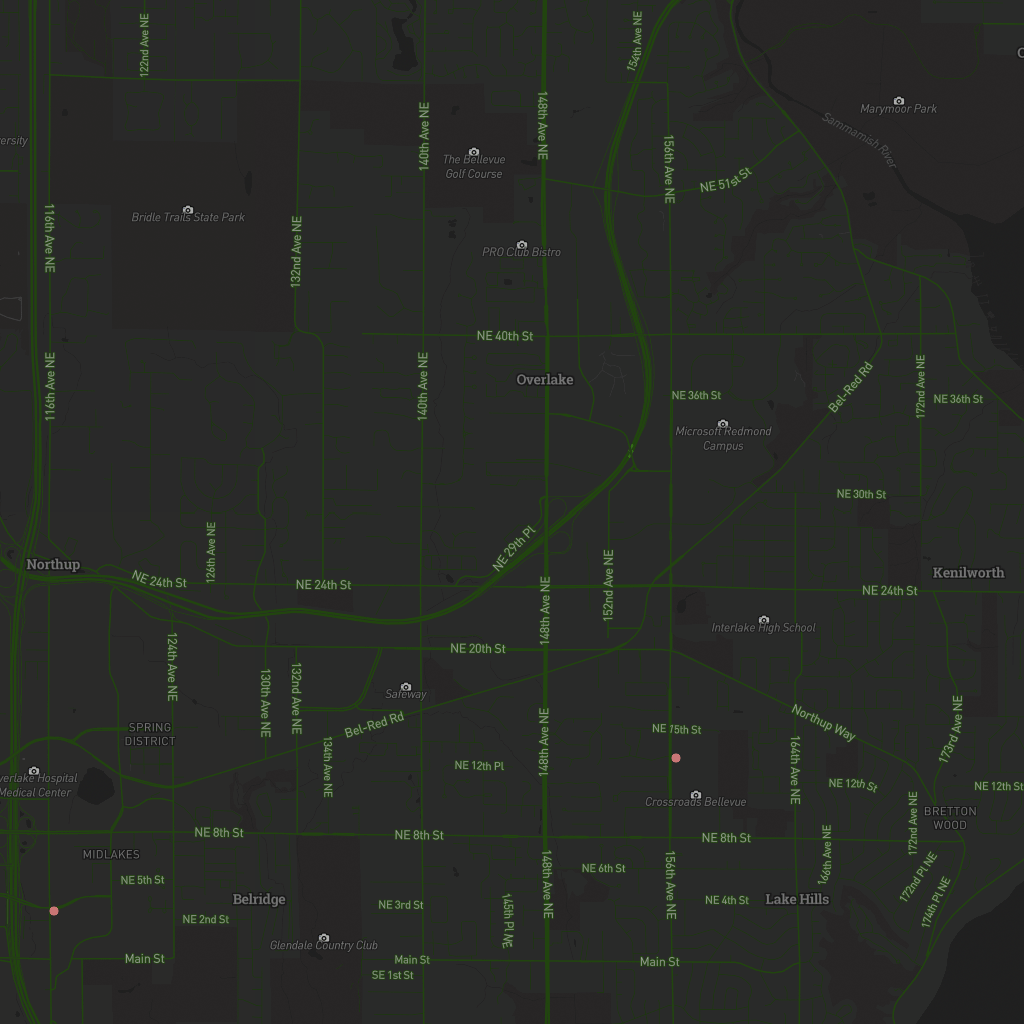 122nd Ave NE
154th Ave NE
148th Ave NE
140th Ave NE
Marymoor Park
Sammamish River
156th Ave NE
The Bellevue
Golf Course
NE 51st St
Bridle Trails State Park
119th Ave NE
132nd Ave NE
PRO Club Bistro
NE 40th St
Overlake
116th Ave NE
140th Ave NE
Bel-Red Rd
172nd Ave NE
NE 36th St
NE 36th St
Microsoft Redmond
Campus
NE 30th St
126th Ave NE
NE 29th Pl
Northup
NE 24th St
NE 24th St
148th Ave NE
152nd Ave NE
Kenilworth
NE 24th St
Interlake High School
124th Ave NE
NE 20th St
130th Ave NE
132nd Ave NE
Safeway
Bel-Red Rd
SPRING
DISTRICT
148th Ave NE
NE 15th St
Northup Way
173rd Ave NE
134th Ave NE
NE 12th Pl
164th Ave NE
NE 12th St
NE 12th St
Medical Center
Crossroads Bellevue
BRETTON
WOOD
172nd Ave NE
NE 8th St
NE 8th St
NE 8th St
MIDLAKES
148th Ave NE
156th Ave NE
166th Ave NE
NE 6th St
172nd Pl NE
174th Pl NE
NE 5th St
Belridge
NE 3rd St
145th Pl NE
NE 4th St
Lake Hills
NE 2nd St
Glendale Country Club
Main St
Main St
Main St
SE 1st St